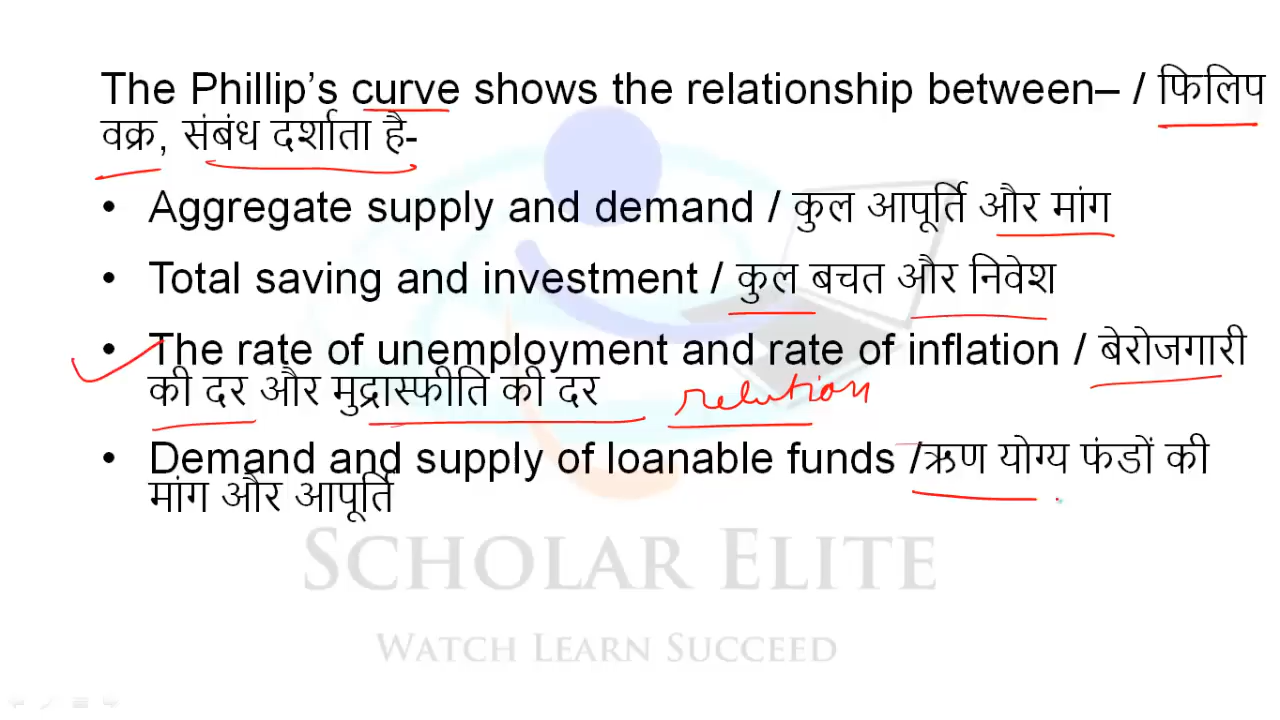 The Phillip's curve shows the relationship between– / फिलिप
वक्र, संबंध दर्शाता है-
• Aggregate supply and demand / कुल आपूर्ति और मांग
• Total saving and investment / कुल बचत और निवेश
• The rate of unemployment and rate of inflation / बेरोजगारी
की दर और मुद्रास्फीति की दर relution
• Demand and supply of loanable funds /ऋण योग्य फंडों की
मांग और आपूर्ति
SCHOLAR ELITE
WATCH LEARN SUCCEED